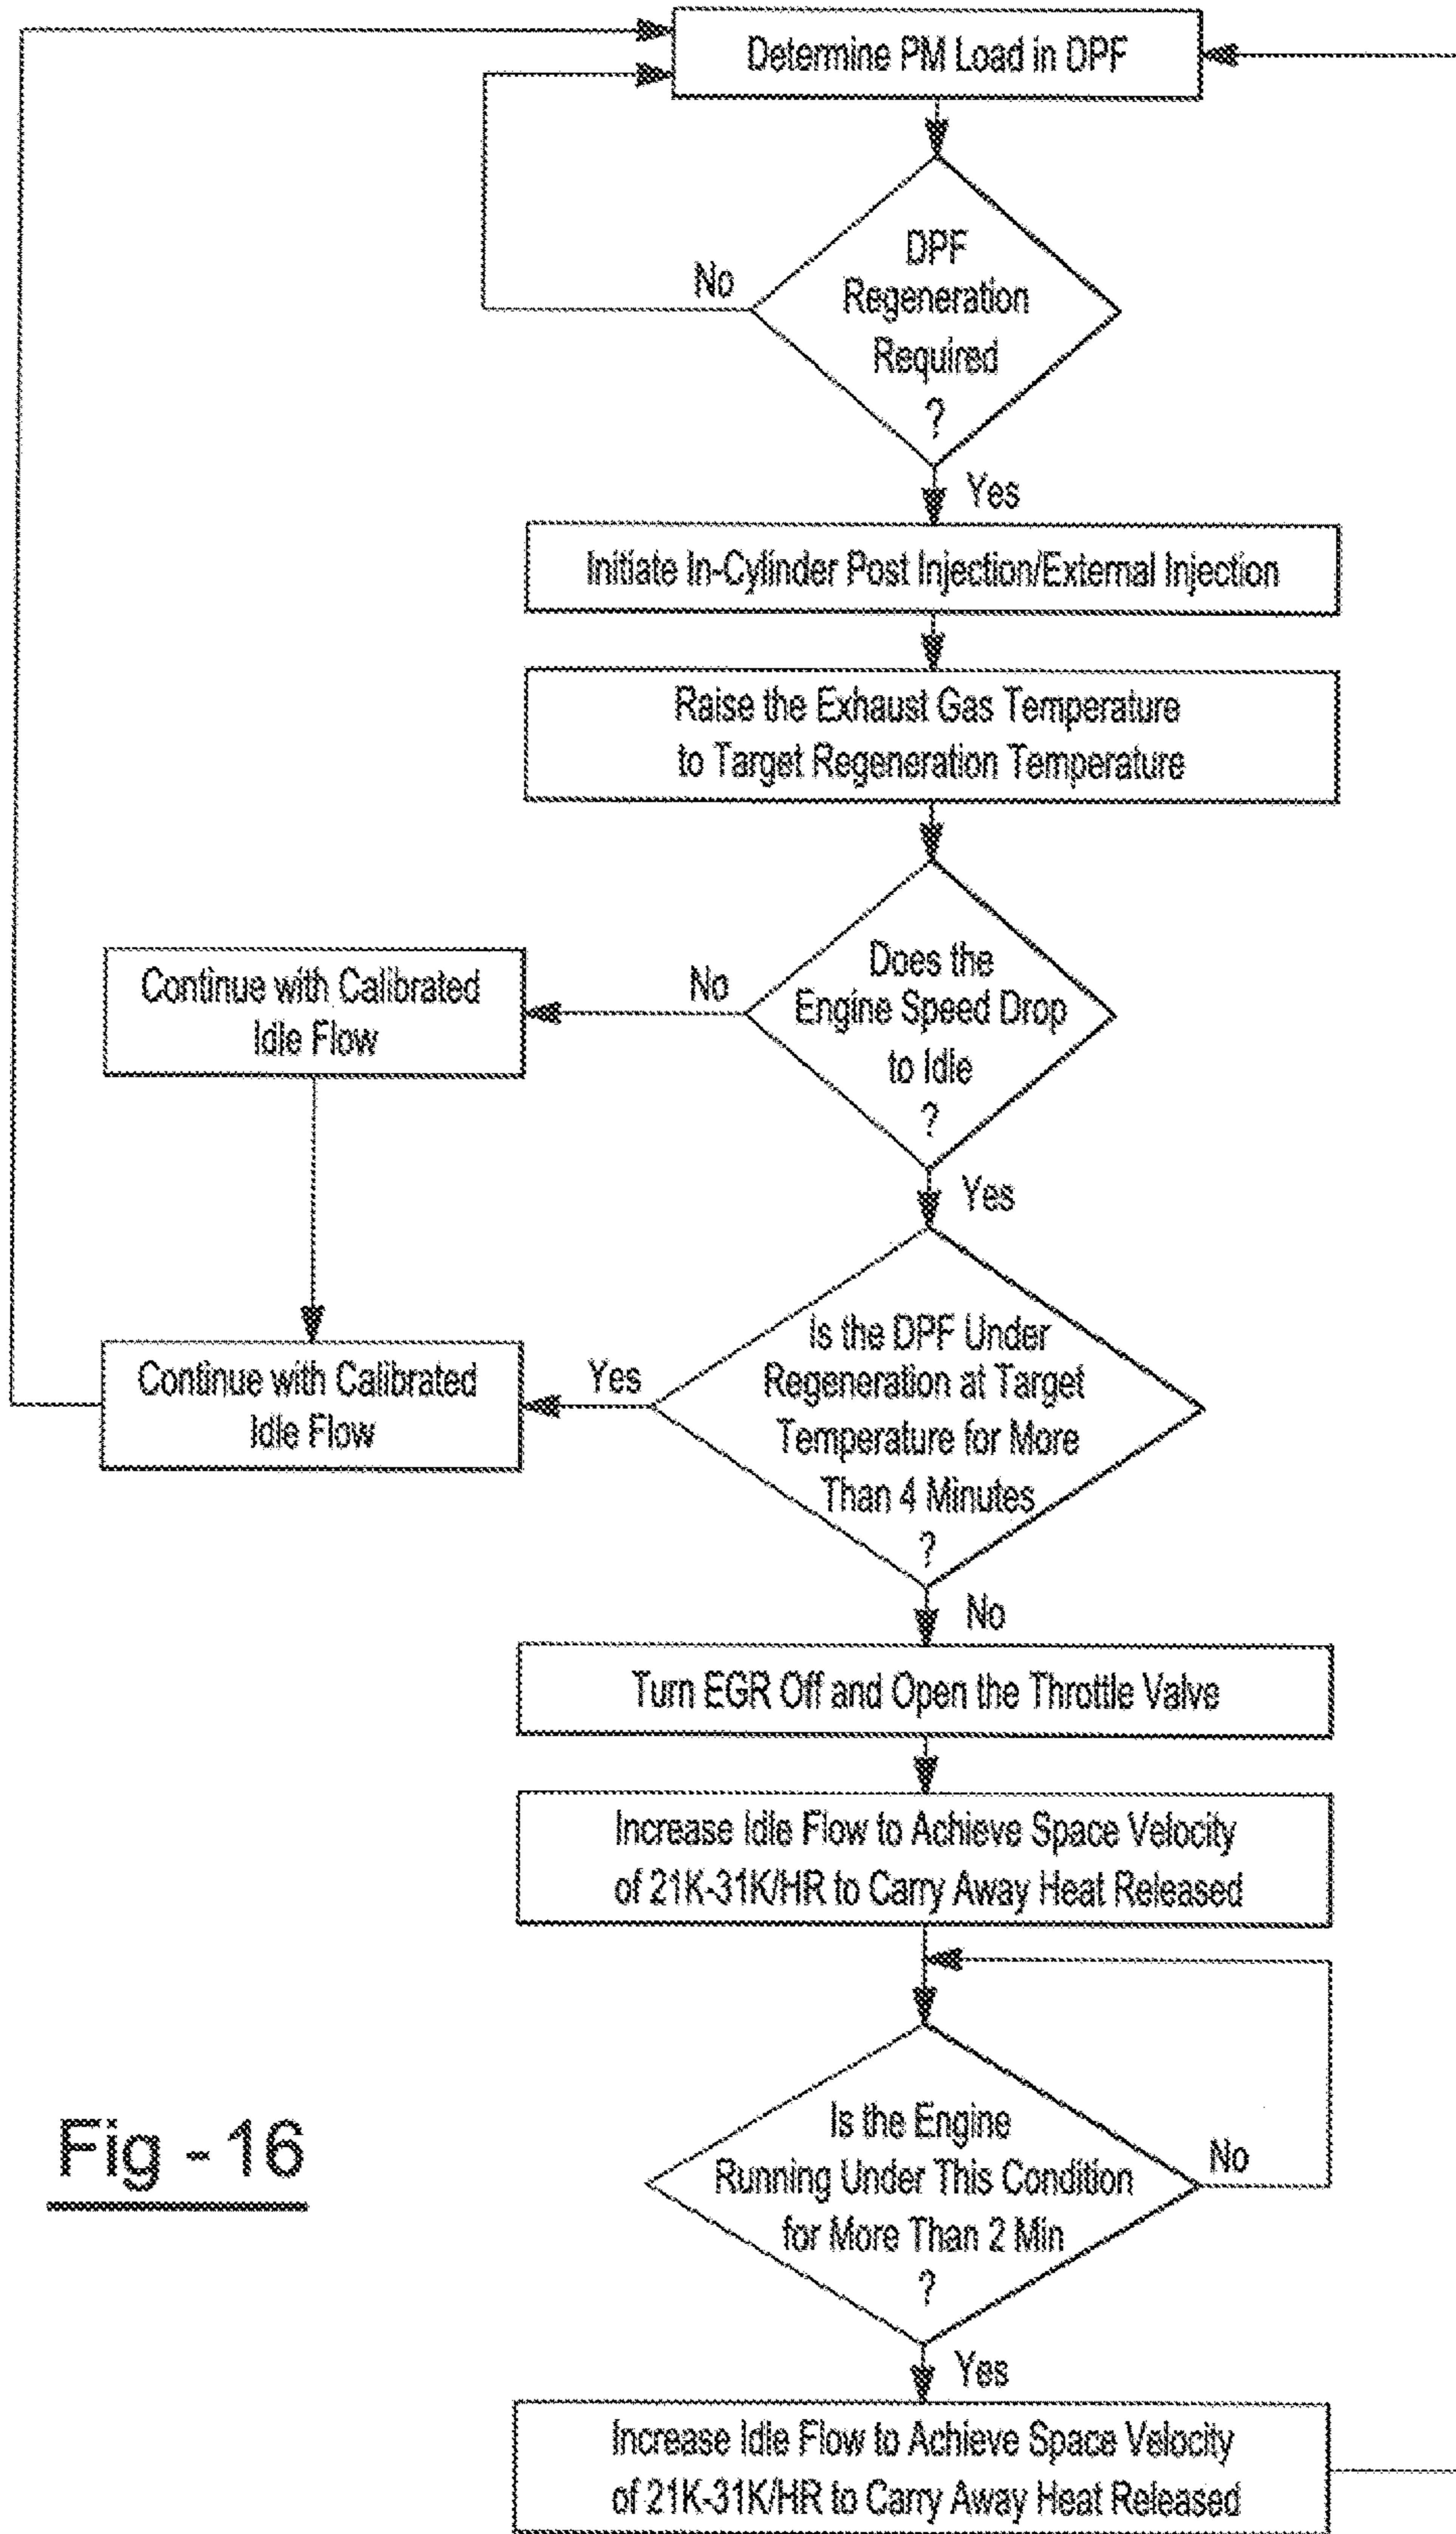 Determine PM Load in DPF
DPF
Regeneration
Required
?
No
Yes
Initiate In-Cylinder Post Injection/External Injection
Raise the Exhaust Gas Temperature
to Target Regeneration Temperature
Does the
Engine Speed Drop
to Idle
?
No
Continue with Calibrated
Idle Flow
Yes
Is the DPF Under
Regeneration at Target
Temperature for More
Than 4 Minutes
?
Yes
Continue with Calibrated
Idle Flow
No
Turn EGR Off and Open the Throttle Valve
Increase Idle Flow to Achieve Space Velocity
of 21K-31K/HR to Carry Away Heat Released
Is the Engine
Running Under This Condition
for More Than 2 Min
?
No
Yes
Increase Idle Flow to Achieve Space Velocity
of 21K-31K/HR to Carry Away Heat Released
Fig - 16